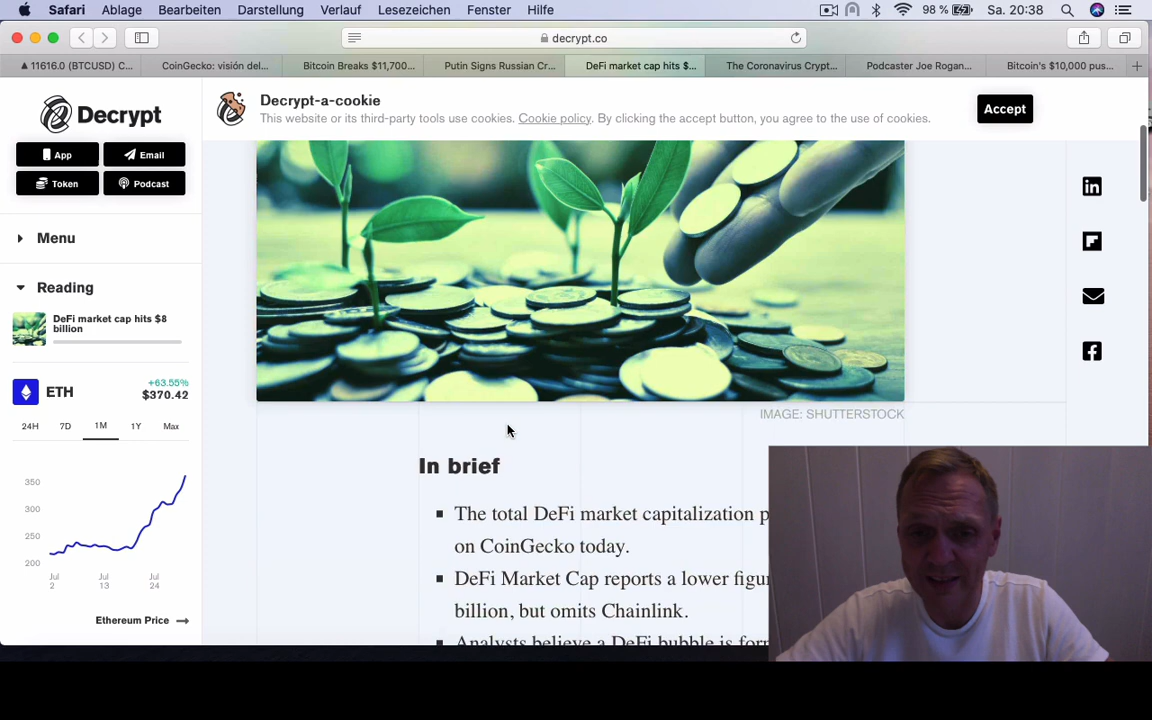 Safari Ablage Bearbeiten Darstellung Verlauf Lesezeichen Fenster Hilfe 98 % Sa. 20:38
decrypt.co
▲ 11616.0 (BTCUSD) C... CoinGecko: visión del... Bitcoin Breaks $11,700... Putin Signs Russian Cr... DeFi market cap hits $... The Coronavirus Crypt... Podcaster Joe Rogan... Bitcoin's $10,000 pus...
Decrypt
App Email
Token Podcast
Menu
Reading
DeFi market cap hits $8
billion
ETH +63.55%
$370.42
24H 7D 1M 1Y Max
350
300
250
200
Jul Jul Jul
2 13 24
Ethereum Price
Decrypt-a-cookie
This website or its third-party tools use cookies. Cookie policy. By clicking the accept button, you agree to the use of cookies.
Accept
IMAGE: SHUTTERSTOCK
In brief
The total DeFi market capitalization
on CoinGecko today.
DeFi Market Cap reports a lower
billion, but omits Chainlink.
Analysts believe a DeFi bubble is